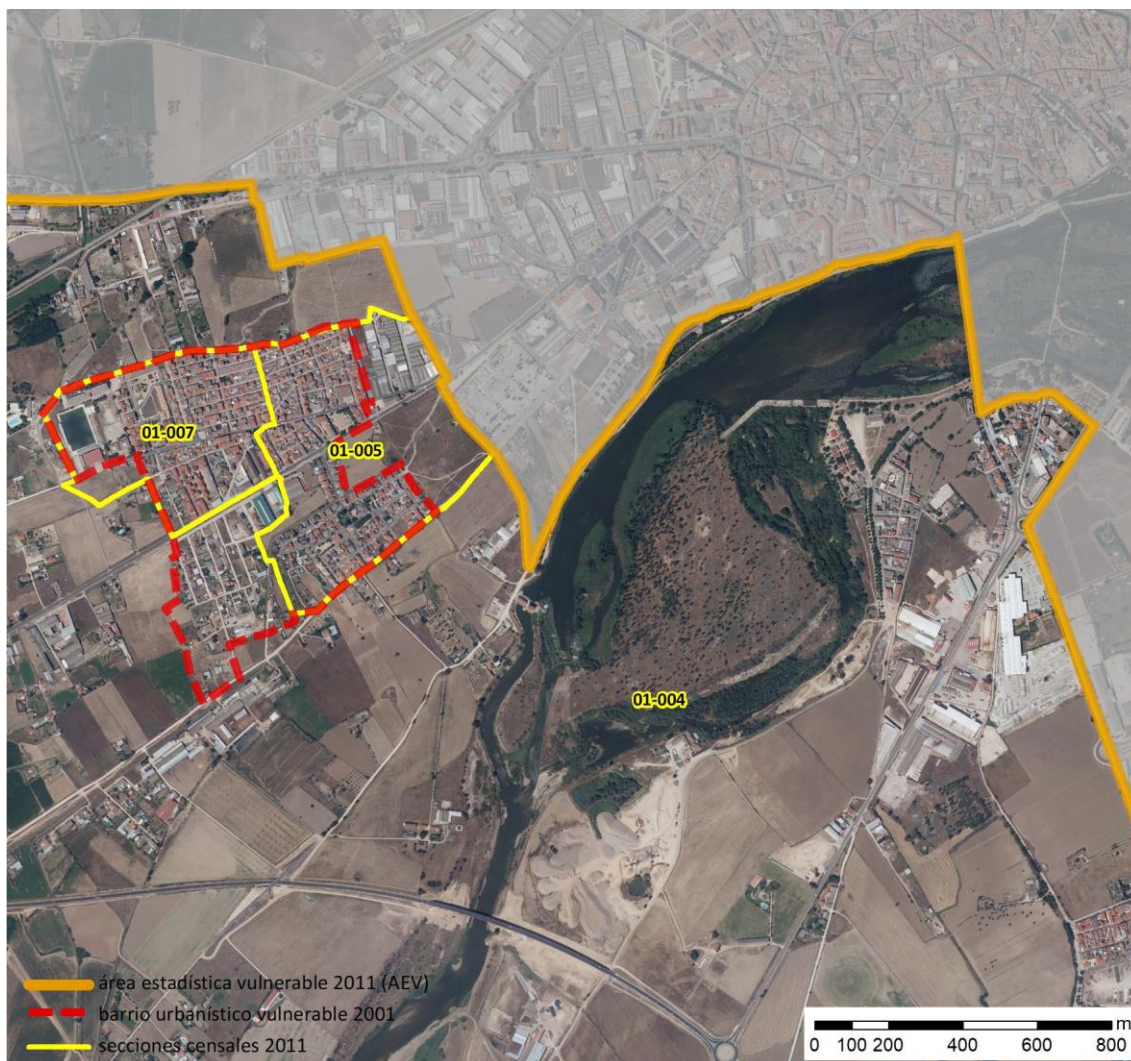 01-007
01-005
01-004
área estadística vulnerable 2011 (AEV)
barrio urbanístico vulnerable 2001
secciones censales 2011
m
0 100 200 400 600 800